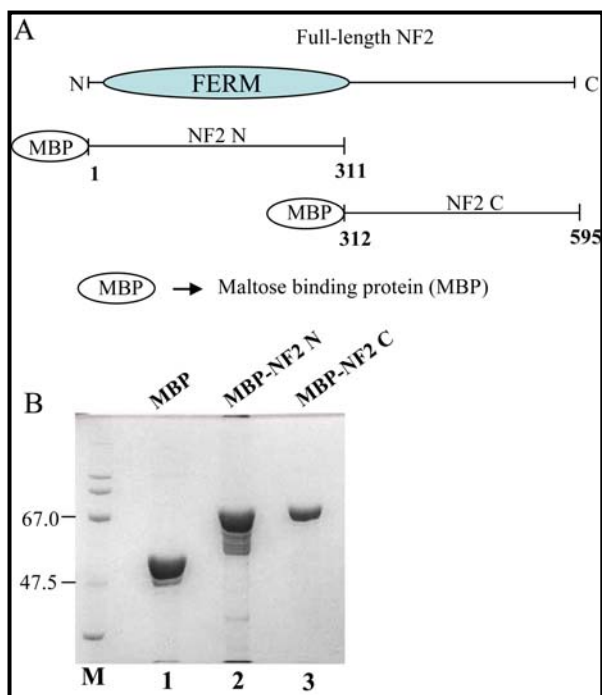 A
Full-length NF2
N FERM C
MBP NF2 N
1 311
MBP NF2 C
312 595
MBP Maltose binding protein (MBP)
B
MBP MBP-NF2 N MBP-NF2 C
67.0
47.5
M 1 2 3